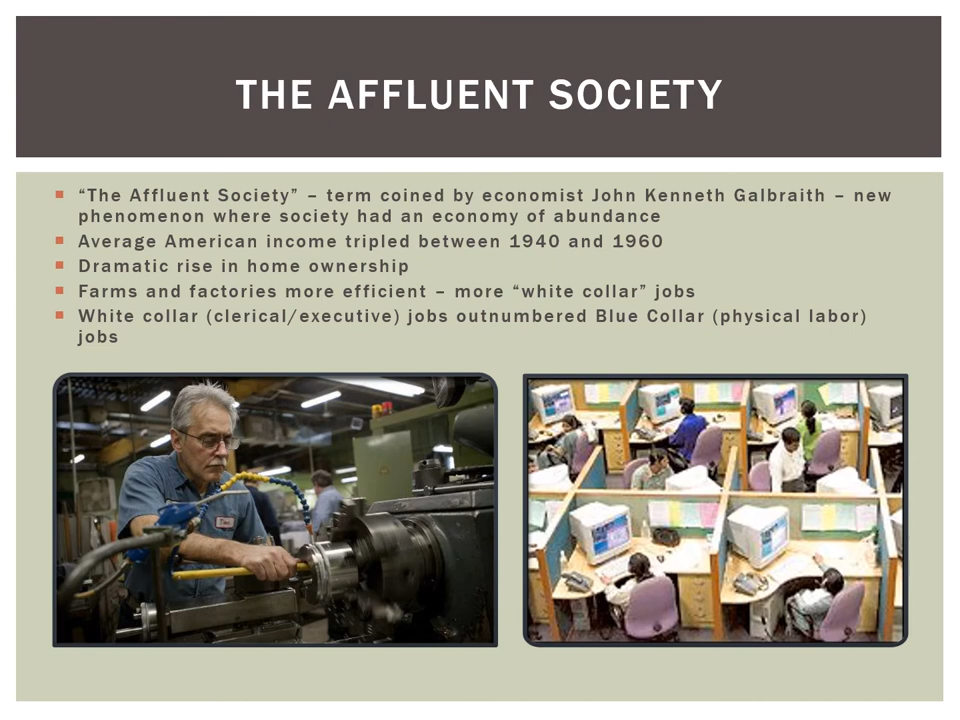 THE AFFLUENT SOCIETY
“The Affluent Society” – term coined by economist John Kenneth Galbraith – new
phenomenon where society had an economy of abundance
Average American income tripled between 1940 and 1960
Dramatic rise in home ownership
Farms and factories more efficient – more “white collar” jobs
White collar (clerical/executive) jobs outnumbered Blue Collar (physical labor)
jobs